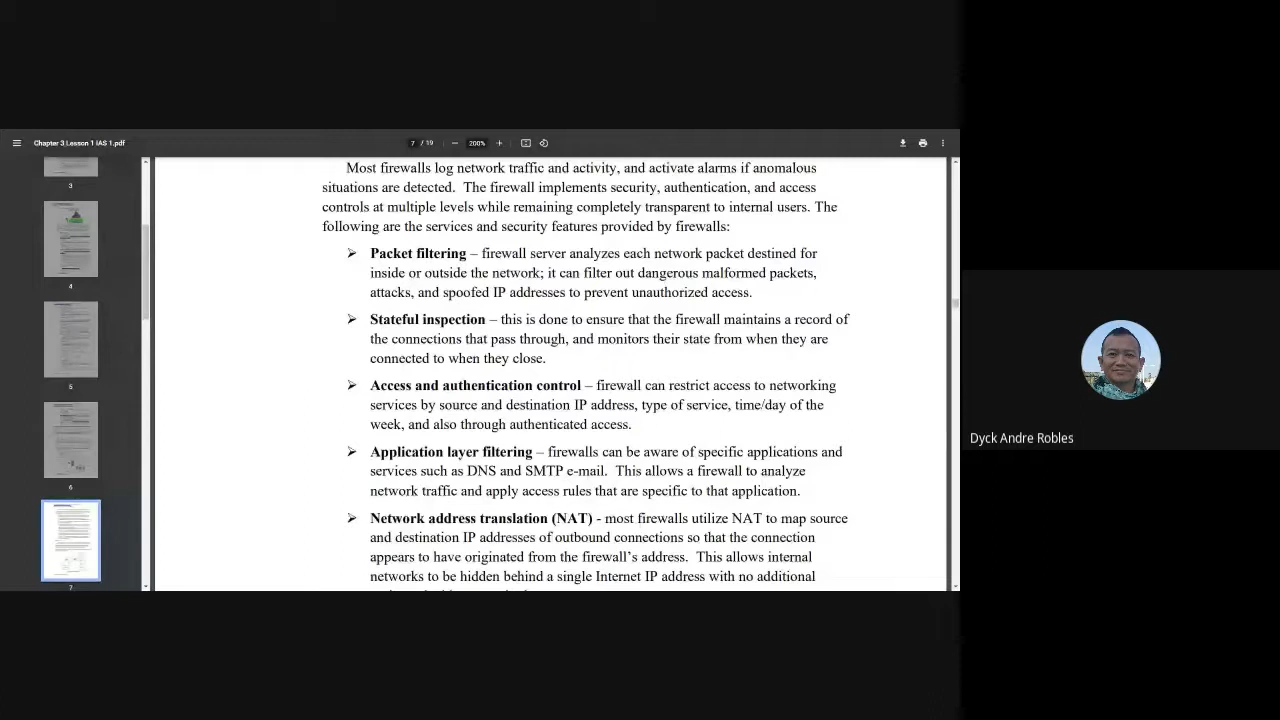 Chapter 3 Lesson 1 IAS 1.pdf
7 / 19
200%
3
4
5
6
7
Most firewalls log network traffic and activity, and activate alarms if anomalous
situations are detected. The firewall implements security, authentication, and access
controls at multiple levels while remaining completely transparent to internal users. The
following are the services and security features provided by firewalls:
➢ Packet filtering – firewall server analyzes each network packet destined for
inside or outside the network; it can filter out dangerous malformed packets,
attacks, and spoofed IP addresses to prevent unauthorized access.
➢ Stateful inspection – this is done to ensure that the firewall maintains a record of
the connections that pass through, and monitors their state from when they are
connected to when they close.
➢ Access and authentication control – firewall can restrict access to networking
services by source and destination IP address, type of service, time/day of the
week, and also through authenticated access.
➢ Application layer filtering – firewalls can be aware of specific applications and
services such as DNS and SMTP e-mail. This allows a firewall to analyze
network traffic and apply access rules that are specific to that application.
➢ Network address translation (NAT) - most firewalls utilize NAT to map source
and destination IP addresses of outbound connections so that the connection
appears to have originated from the firewall's address. This allows internal
networks to be hidden behind a single Internet IP address with no additional
Dyck Andre Robles